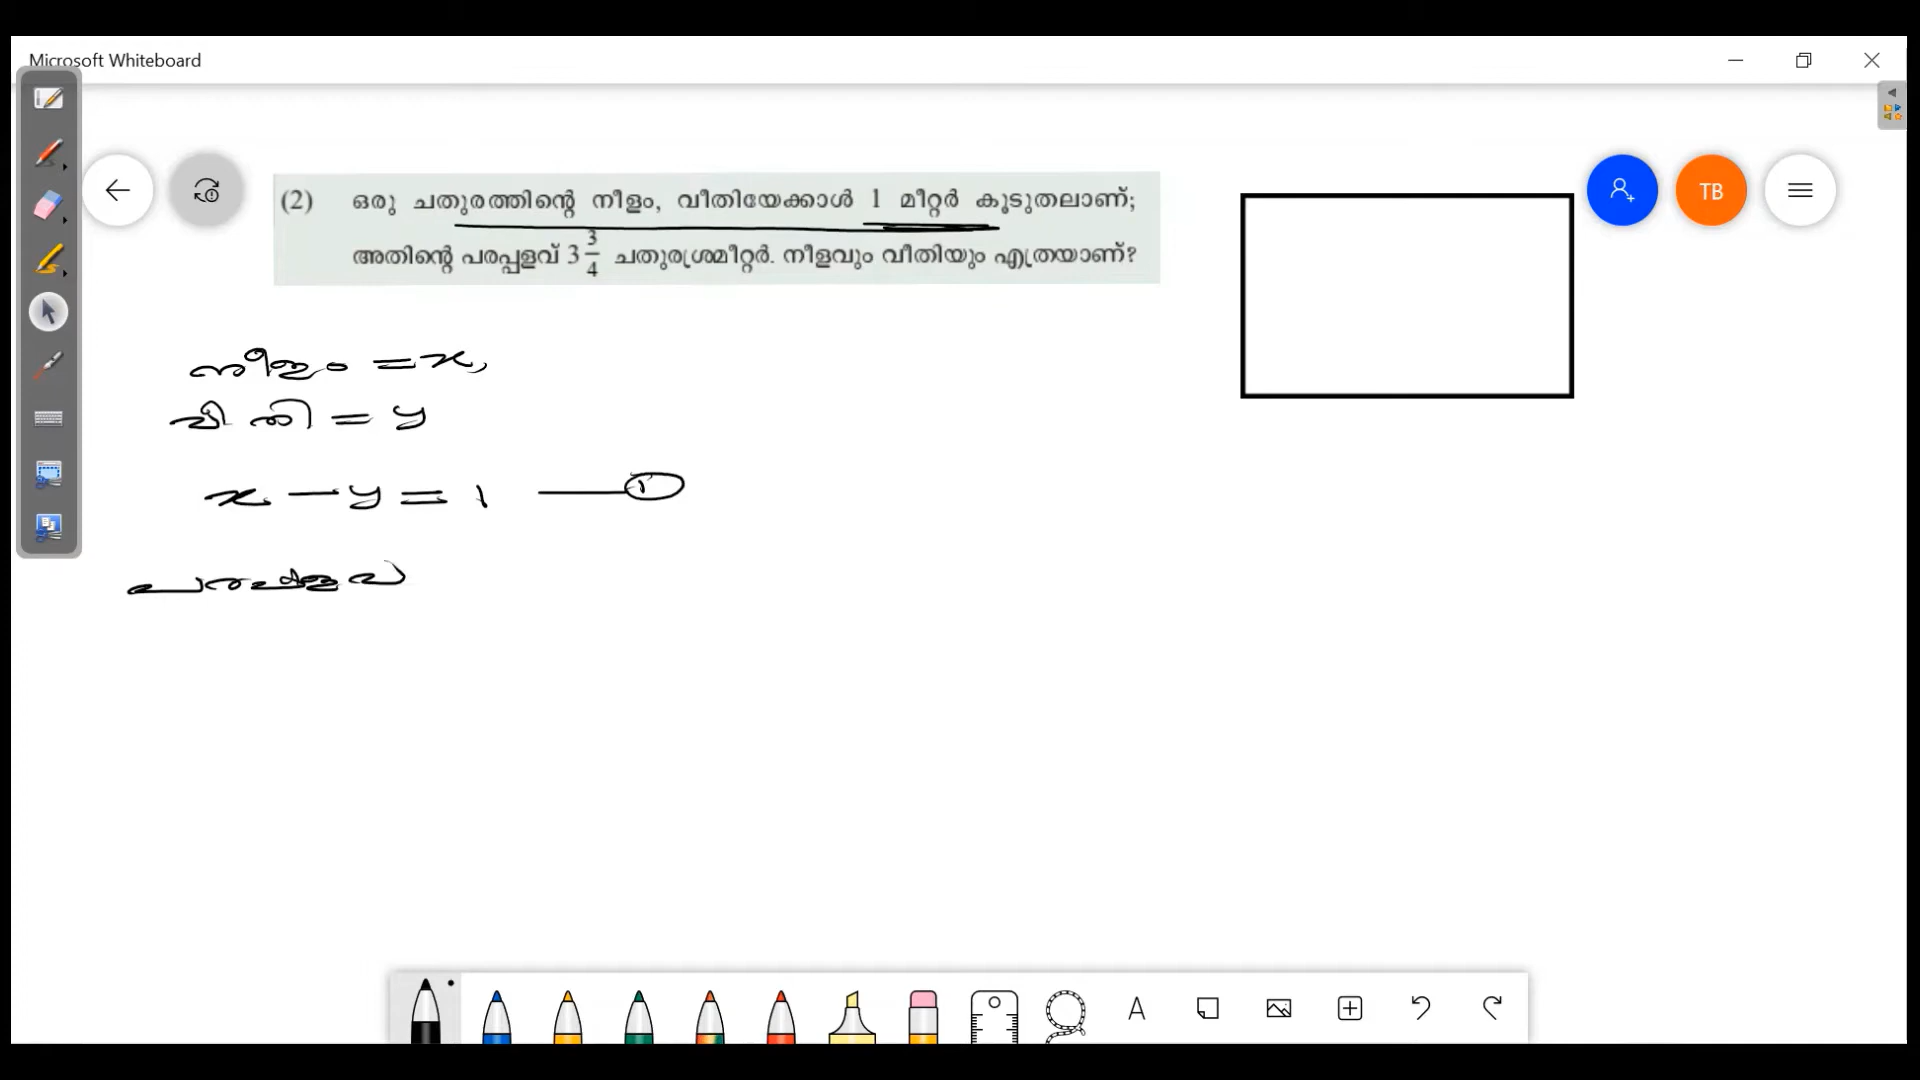 Microsoft Whiteboard
TB
(2) ഒരു ചതുരത്തിന്റെ നീളം, വീതിയേക്കാൾ 1 മീറ്റർ കൂടുതലാണ്;
അതിന്റെ പരപ്പളവ് 3 3/4 ചതുരശ്രമീറ്റർ. നീളവും വീതിയും എത്രയാണ്?
നീളം = x,
വീതി = y
x - y = 1 — 1
പരപ്പളവ
A